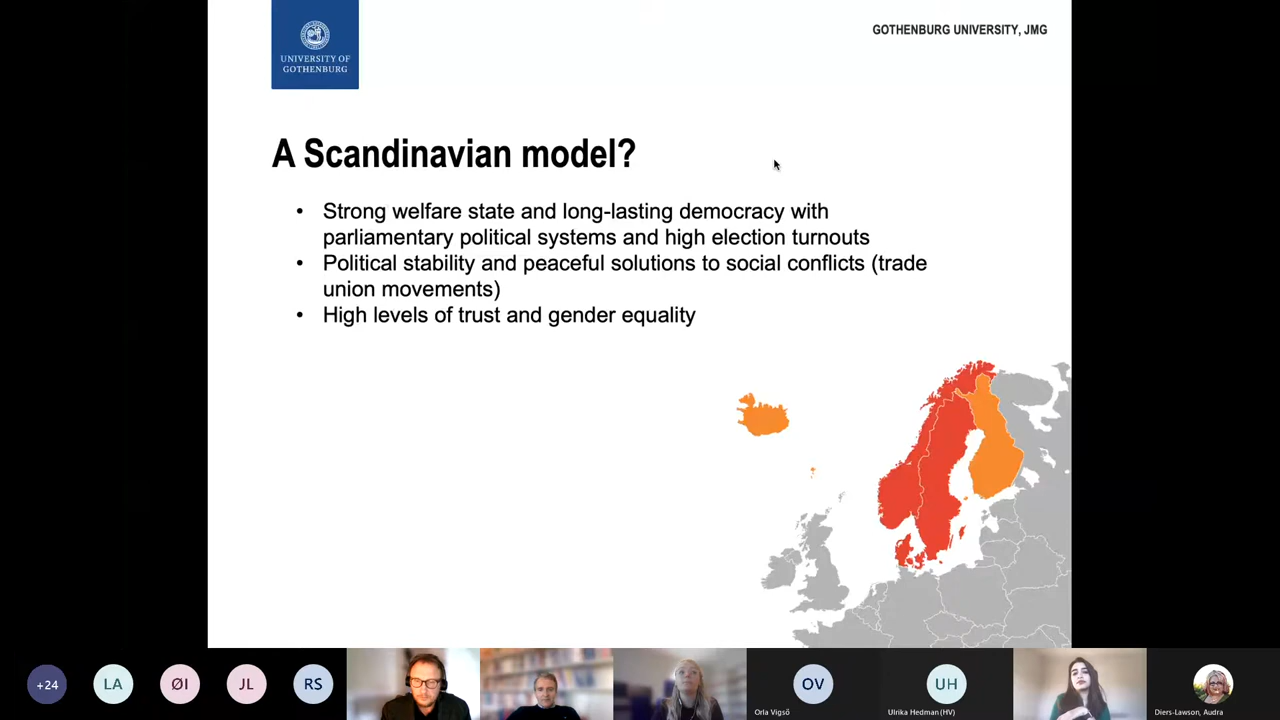 UNIVERSITY OF
GOTHENBURG
GOTHENBURG UNIVERSITY, JMG
A Scandinavian model?
• Strong welfare state and long-lasting democracy with
parliamentary political systems and high election turnouts
• Political stability and peaceful solutions to social conflicts (trade
union movements)
• High levels of trust and gender equality
+24
LA
ØI
JL
RS
OV
Orla Vigsö
UH
Ulrika Hedman (HV)
Diers-Lawson, Audra